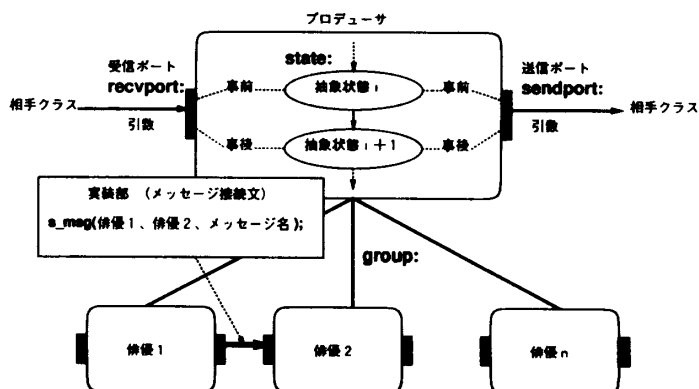 プロデューサ
state:
受信ポート
recvport:
送信ポート
sendport:
事前
抽象状態 i
事前
相手クラス
引数
相手クラス
引数
事後
抽象状態 i + 1
事後
実装部 (メッセージ接続文)
s_msg(俳優1、俳優2、メッセージ名);
group:
俳優 1
俳優 2
俳優 n